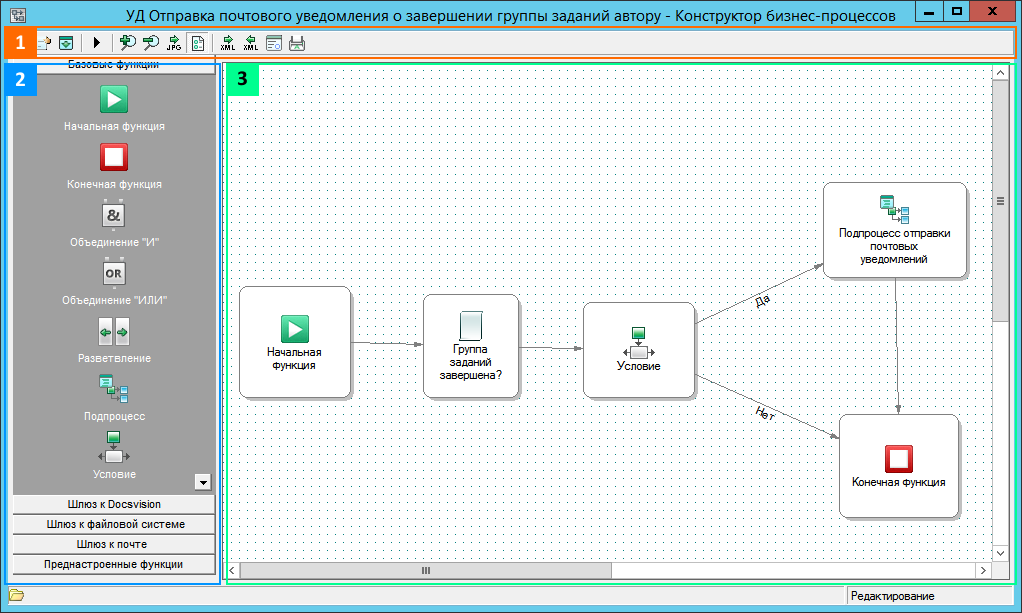 УД Отправка почтового уведомления о завершении группы заданий автору - Конструктор бизнес-процессов
1
JPG
XML
XML
2
Базовые функции
Начальная функция
Конечная функция
&
Объединение "И"
OR
Объединение "ИЛИ"
Разветвление
Подпроцесс
Условие
Шлюз к Docsvision
Шлюз к файловой системе
Шлюз к почте
Преднастроенные функции
3
Начальная
функция
Группа
заданий
завершена?
Условие
Да
Нет
Подпроцесс отправки
почтовых
уведомлений
Конечная функция
Редактирование